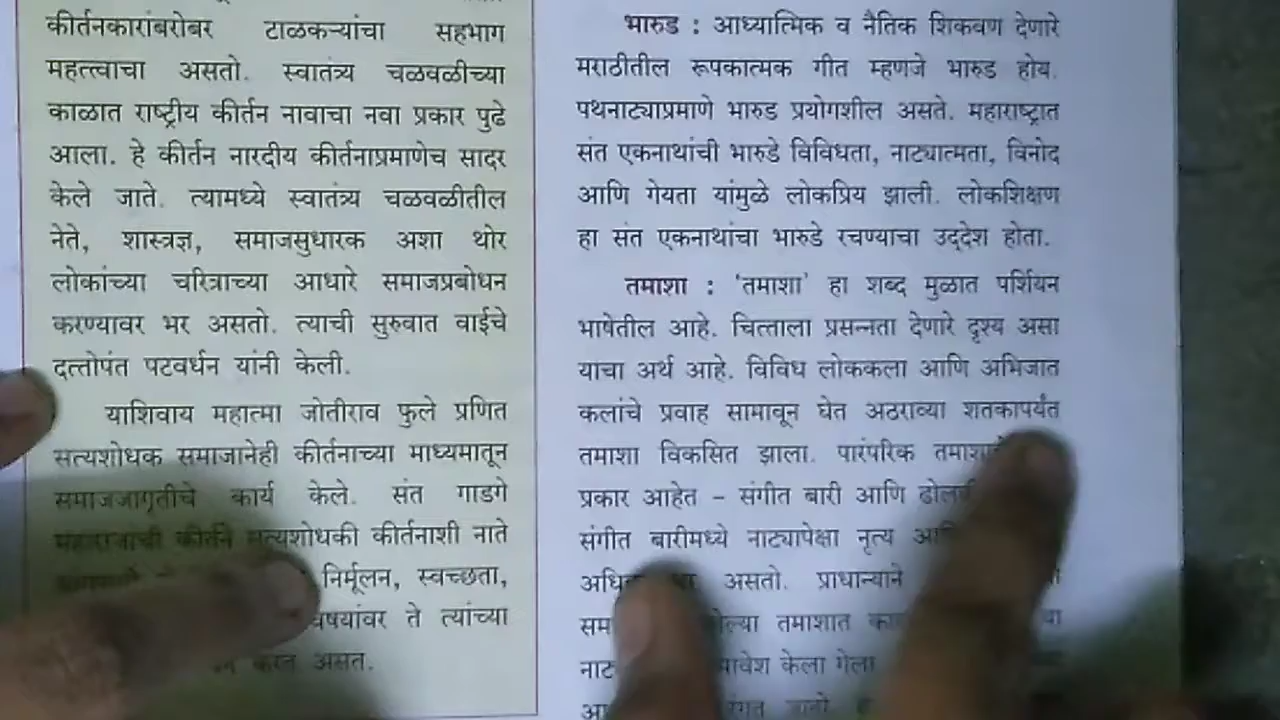 कीर्तनकारांबरोबर टाळकऱ्यांचा सहभाग
महत्त्वाचा असतो. स्वातंत्र्य चळवळीच्या
काळात राष्ट्रीय कीर्तन नावाचा नवा प्रकार पुढे
आला. हे कीर्तन नारदीय कीर्तनाप्रमाणेच सादर
केले जाते. त्यामध्ये स्वातंत्र्य चळवळीतील
नेते, शास्त्रज्ञ, समाजसुधारक अशा थोर
लोकांच्या चरित्राच्या आधारे समाजप्रबोधन
करण्यावर भर असतो. त्याची सुरुवात वाईचे
दत्तोपंत पटवर्धन यांनी केली.
याशिवाय महात्मा जोतीराव फुले प्रणित
सत्यशोधक समाजानेही कीर्तनाच्या माध्यमातून
समाजजागृतीचे कार्य केले. संत गाडगे
महाराजांची कीर्तने सत्यशोधकी कीर्तनाशी नाते
निर्मूलन, स्वच्छता,
ते त्यांच्या
करत असत.
भारुड : आध्यात्मिक व नैतिक शिकवण देणारे
मराठीतील रूपकात्मक गीत म्हणजे भारुड होय.
पथनाट्याप्रमाणे भारुड प्रयोगशील असते. महाराष्ट्रात
संत एकनाथांची भारुडे विविधता, नाट्यात्मता, विनोद
आणि गेयता यांमुळे लोकप्रिय झाली. लोकशिक्षण
हा संत एकनाथांचा भारुडे रचण्याचा उद्देश होता.
तमाशा : ‘तमाशा’ हा शब्द मुळात पर्शियन
भाषेतील आहे. चित्ताला प्रसन्नता देणारे दृश्य असा
याचा अर्थ आहे. विविध लोककला आणि अभिजात
कलांचे प्रवाह सामावून घेत अठराव्या शतकापर्यंत
तमाशा विकसित झाला. पारंपरिक
प्रकार आहेत – संगीत बारी आणि
संगीत बारीमध्ये नाट्यापेक्षा नृत्य
असतो. प्राधान्याने
तमाशात
केला गेला